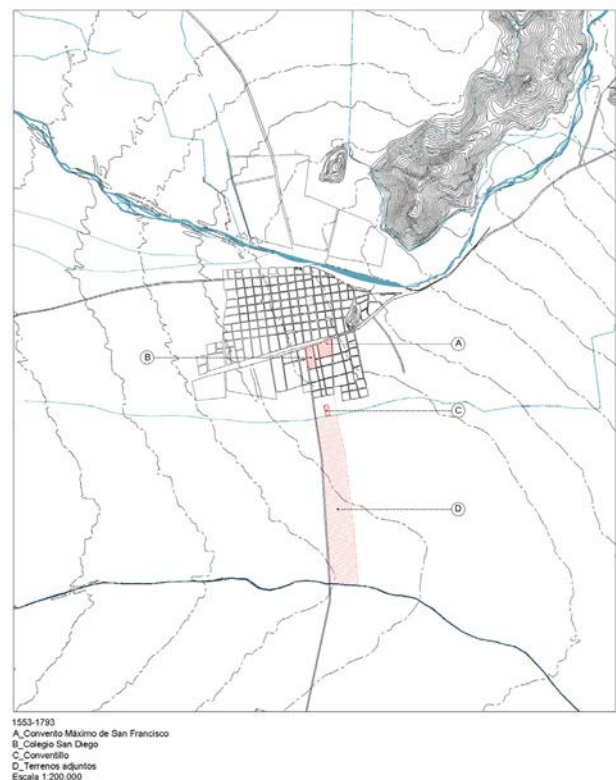 A
B
C
D
1553-1793
A_Convento Máximo de San Francisco
B_Colegio San Diego
C_Conventillo
D_Terrenos adjuntos
Escala 1:200.000